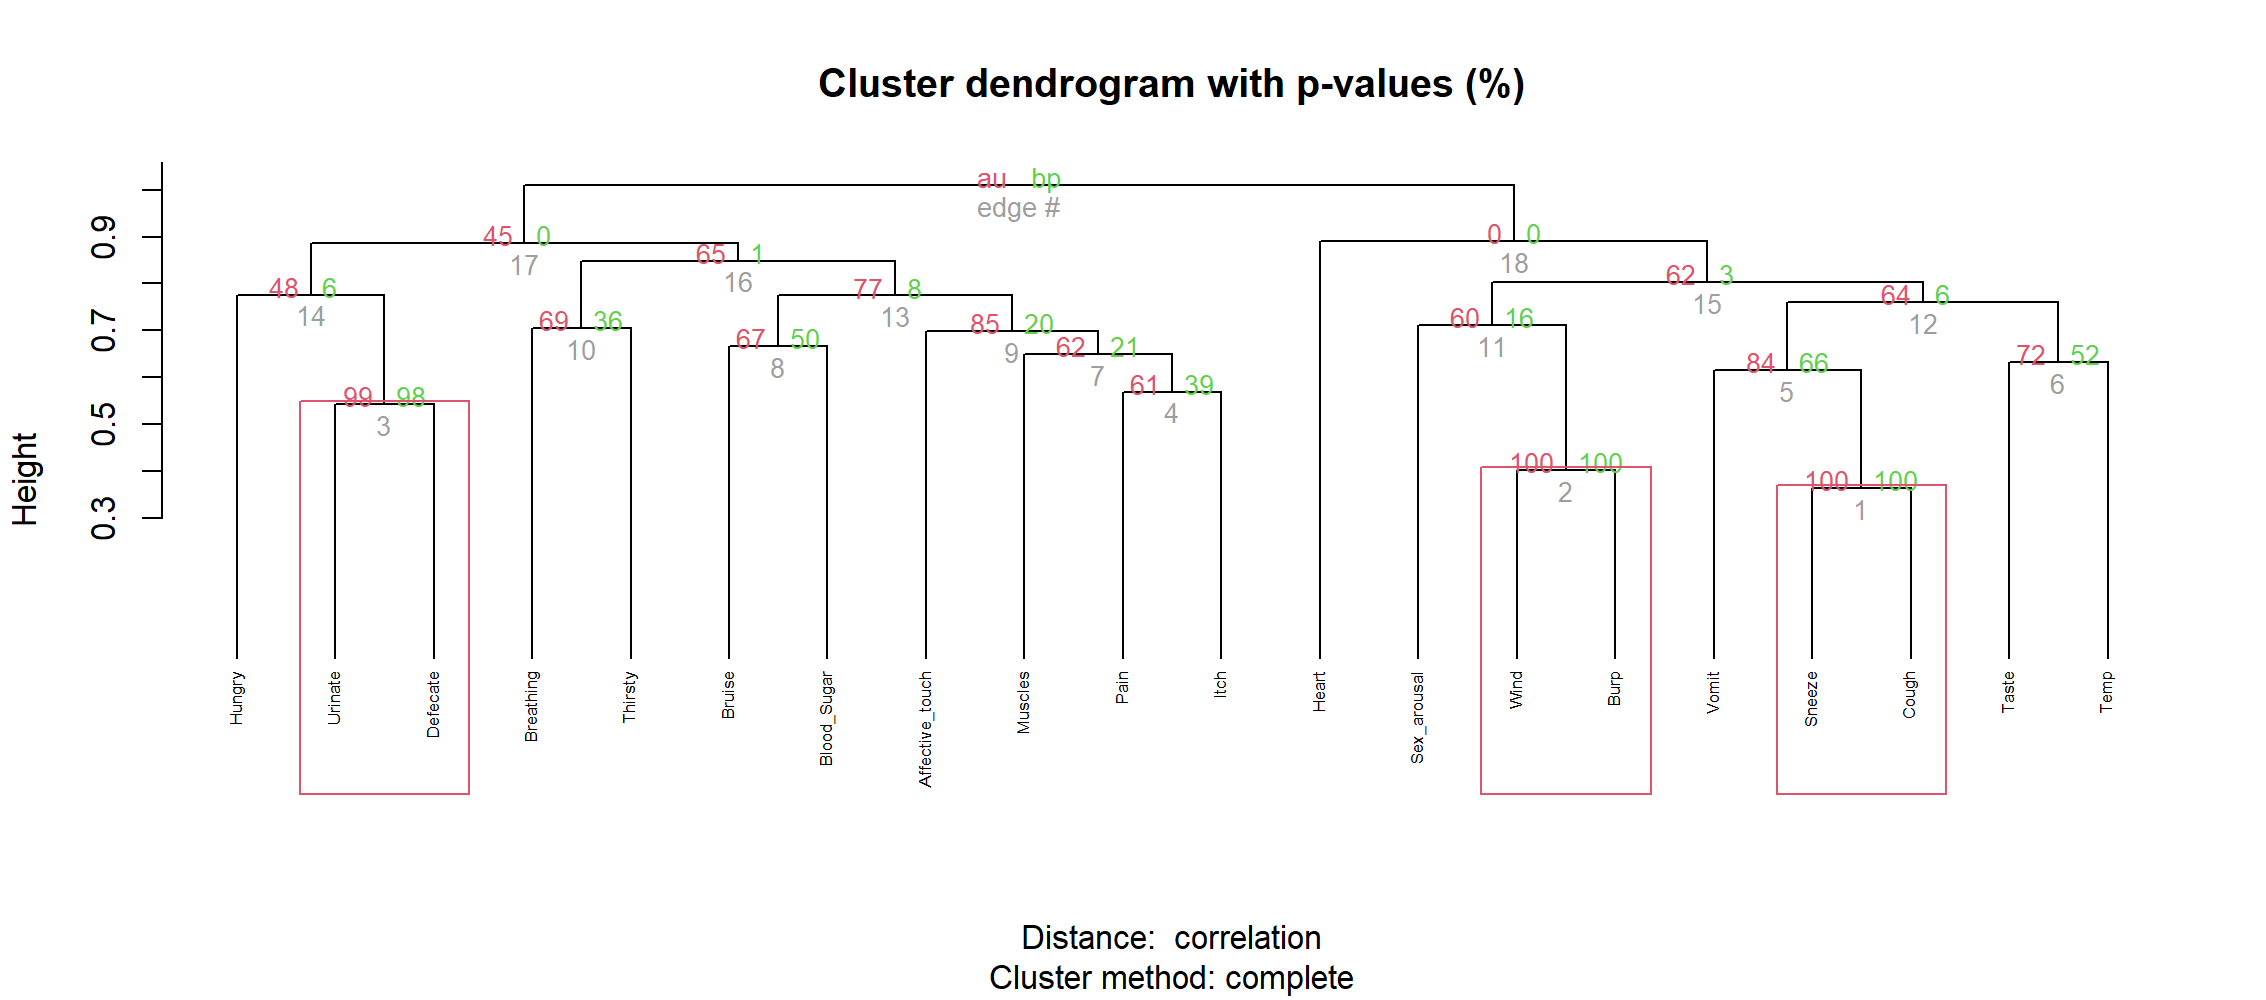 Cluster dendrogram with p-values (%)
Height
0.3 0.5 0.7 0.9
au bp
edge #
45 0
17
0 0
18
65 1
16
62 3
15
48 6
14
77 8
13
64 6
12
60 16
11
69 36
10
85 20
9
67 50
8
62 21
7
72 52
6
84 66
5
61 39
4
99 98
3
100 100
2
100 100
1
Hungry
Urinate
Defecate
Breathing
Thirsty
Bruise
Blood_Sugar
Affective_touch
Muscles
Pain
Itch
Heart
Sex_arousal
Wind
Burp
Vomit
Sneeze
Cough
Taste
Temp
Distance: correlation
Cluster method: complete